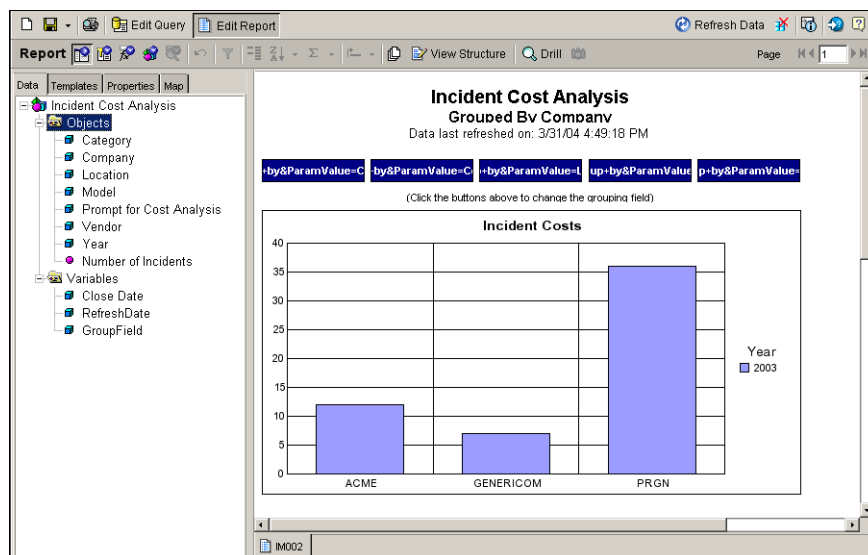 Edit Query Edit Report Refresh Data
Report View Structure Drill Page 1
Data Templates Properties Map
Incident Cost Analysis
Objects
Category
Company
Location
Model
Prompt for Cost Analysis
Vendor
Year
Number of Incidents
Variables
Close Date
RefreshDate
GroupField
Incident Cost Analysis
Grouped By Company
Data last refreshed on: 3/31/04 4:49:18 PM
+by&ParamValue=C -by&ParamValue=C +by&ParamValue=L up+by&ParamValue p+by&ParamValue=
(Click the buttons above to change the grouping field)
Incident Costs
40
35
30
25
20
15
10
5
0
ACME GENERICOM PRGN
Year
2003
IM002